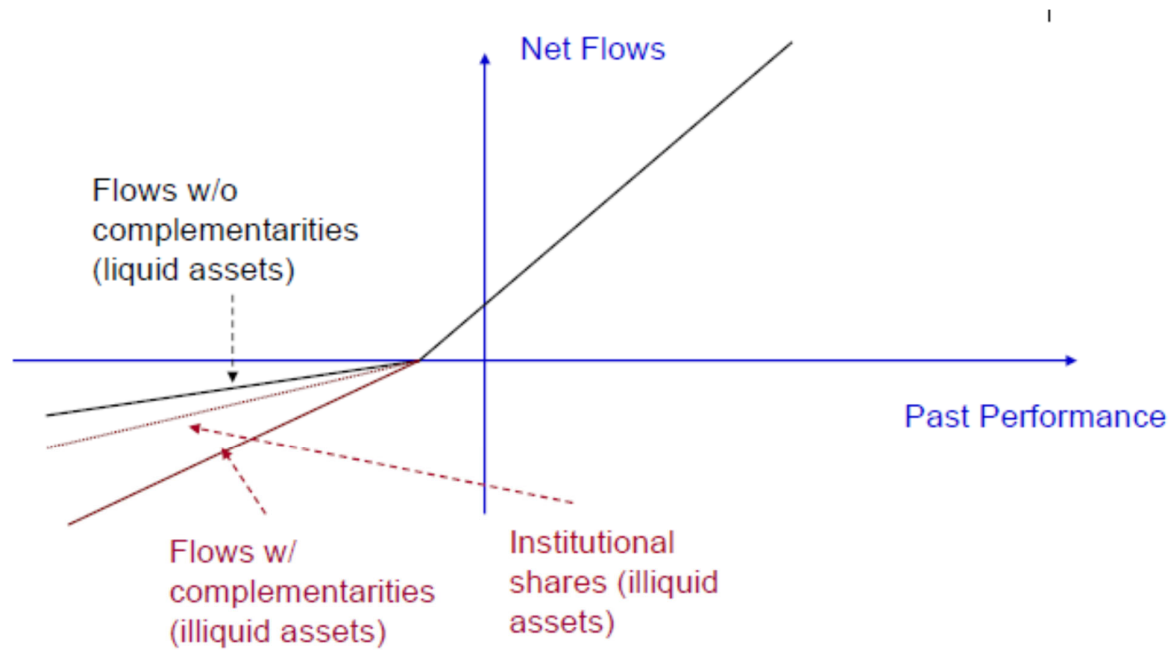 Net Flows
Flows w/o
complementarities
(liquid assets)
Past Performance
Flows w/
complementarities
(illiquid assets)
Institutional
shares (illiquid
assets)